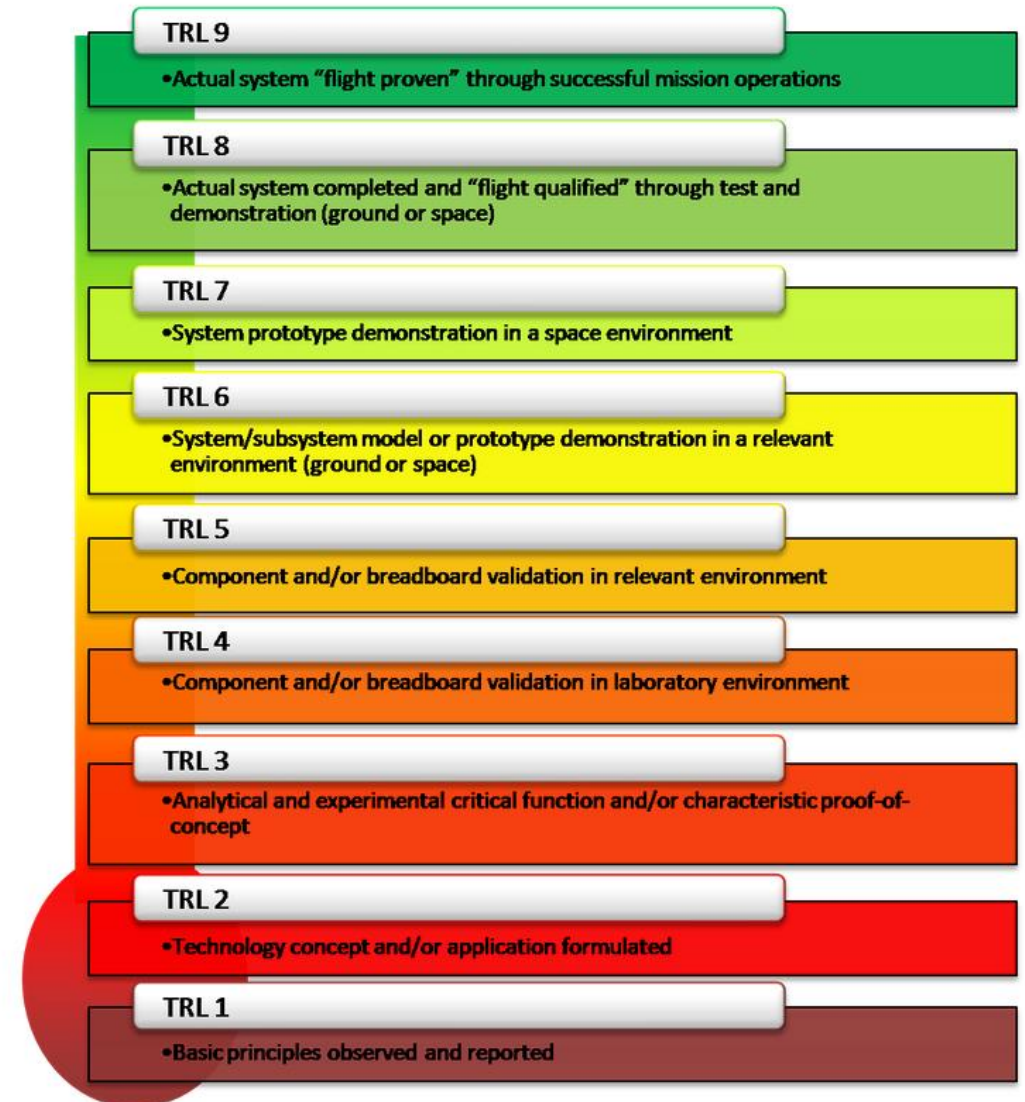 TRL 9
•Actual system “flight proven” through successful mission operations
TRL 8
•Actual system completed and “flight qualified” through test and
demonstration (ground or space)
TRL 7
•System prototype demonstration in a space environment
TRL 6
•System/subsystem model or prototype demonstration in a relevant
environment (ground or space)
TRL 5
•Component and/or breadboard validation in relevant environment
TRL 4
•Component and/or breadboard validation in laboratory environment
TRL 3
•Analytical and experimental critical function and/or characteristic proof-of-
concept
TRL 2
•Technology concept and/or application formulated
TRL 1
•Basic principles observed and reported